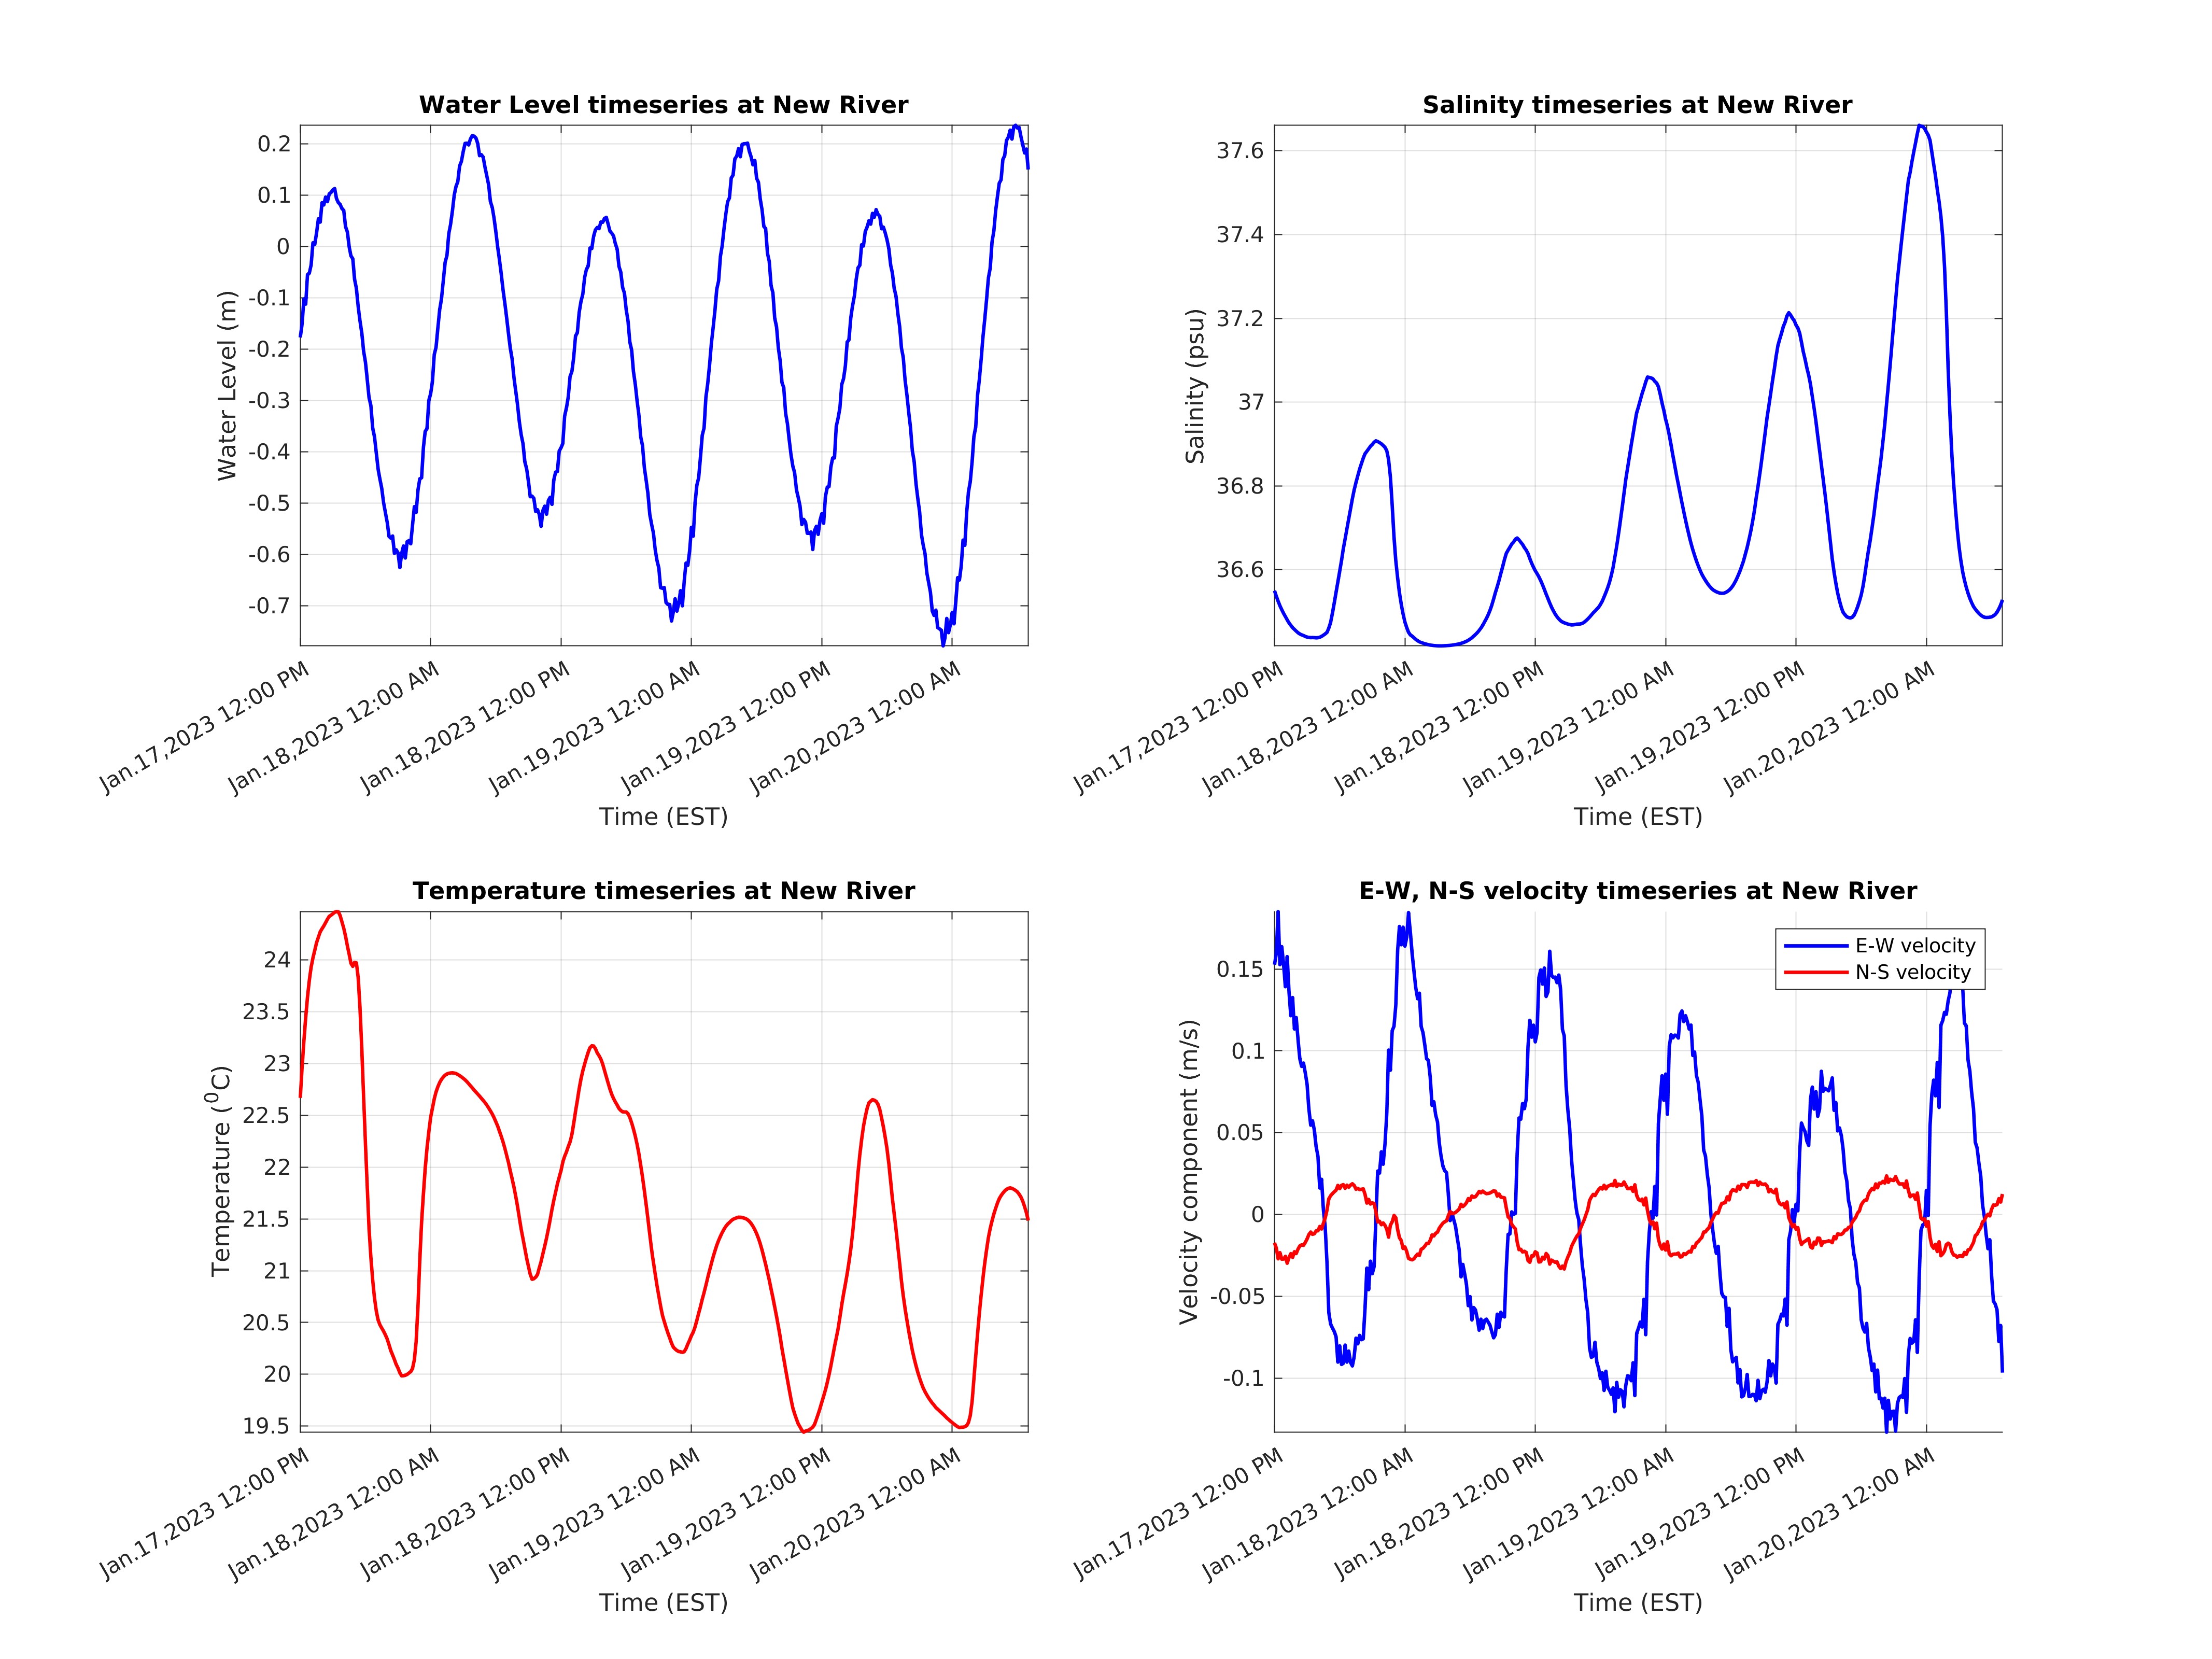 Water Level timeseries at New River
Water Level (m)
0.2
0.1
0
-0.1
-0.2
-0.3
-0.4
-0.5
-0.6
-0.7
Jan.17,2023 12:00 PM
Jan.18,2023 12:00 AM
Jan.18,2023 12:00 PM
Jan.19,2023 12:00 AM
Jan.19,2023 12:00 PM
Jan.20,2023 12:00 AM
Time (EST)
Salinity timeseries at New River
Salinity (psu)
37.6
37.4
37.2
37
36.8
36.6
Jan.17,2023 12:00 PM
Jan.18,2023 12:00 AM
Jan.18,2023 12:00 PM
Jan.19,2023 12:00 AM
Jan.19,2023 12:00 PM
Jan.20,2023 12:00 AM
Time (EST)
Temperature timeseries at New River
Temperature (⁰C)
24
23.5
23
22.5
22
21.5
21
20.5
20
19.5
Jan.17,2023 12:00 PM
Jan.18,2023 12:00 AM
Jan.18,2023 12:00 PM
Jan.19,2023 12:00 AM
Jan.19,2023 12:00 PM
Jan.20,2023 12:00 AM
Time (EST)
E-W, N-S velocity timeseries at New River
E-W velocity
N-S velocity
Velocity component (m/s)
0.15
0.1
0.05
0
-0.05
-0.1
Jan.17,2023 12:00 PM
Jan.18,2023 12:00 AM
Jan.18,2023 12:00 PM
Jan.19,2023 12:00 AM
Jan.19,2023 12:00 PM
Jan.20,2023 12:00 AM
Time (EST)